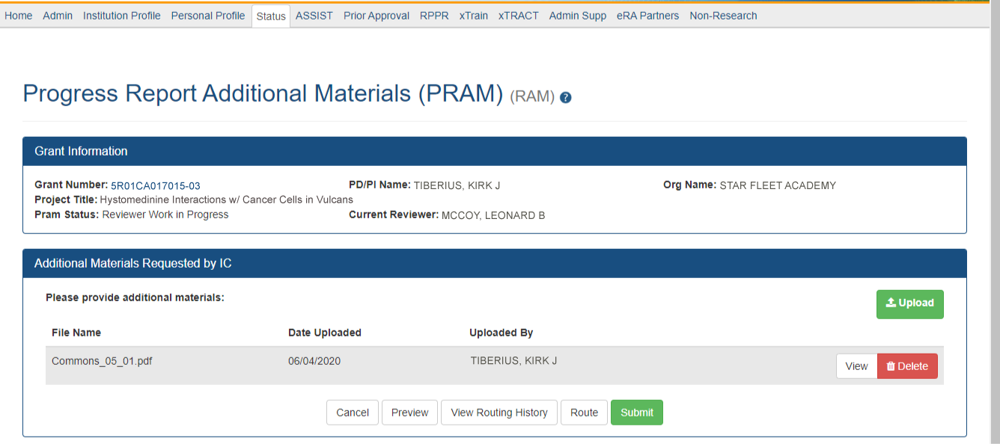 Home Admin Institution Profile Personal Profile Status ASSIST Prior Approval RPPR xTrain xTRACT Admin Supp eRA Partners Non-Research
Progress Report Additional Materials (PRAM) (RAM) ?
Grant Information
Grant Number: 5R01CA017015-03 PD/PI Name: TIBERIUS, KIRK J Org Name: STAR FLEET ACADEMY
Project Title: Hystomedinine Interactions w/ Cancer Cells in Vulcans
Pram Status: Reviewer Work in Progress Current Reviewer: MCCOY, LEONARD B
Additional Materials Requested by IC
Please provide additional materials: Upload
File Name Date Uploaded Uploaded By
Commons_05_01.pdf 06/04/2020 TIBERIUS, KIRK J View Delete
Cancel Preview View Routing History Route Submit